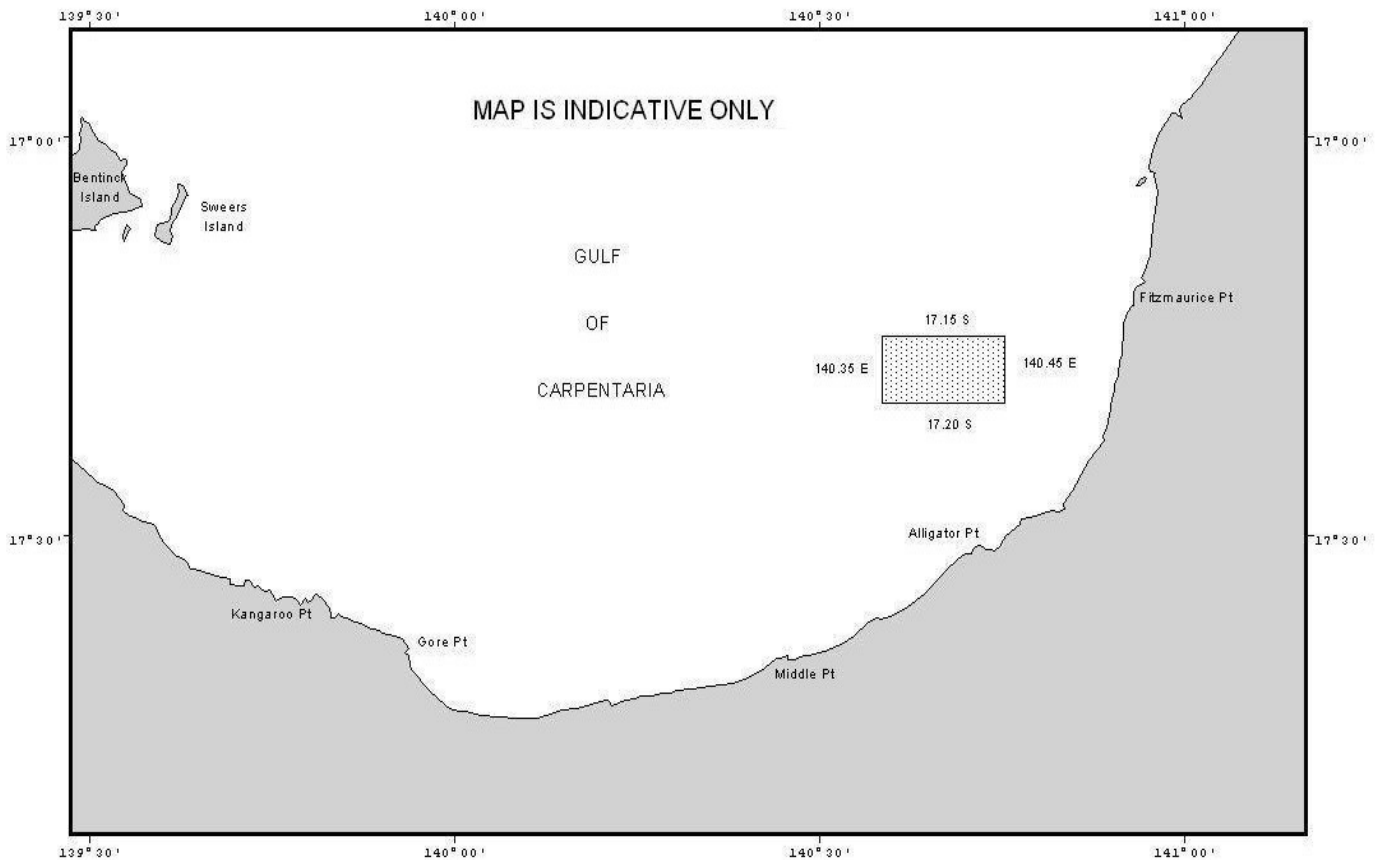 139°30' 140°00' 140°30' 141°00'
MAP IS INDICATIVE ONLY
17°00' 17°00'
Bentinck
Island
Sweers
Island
GULF
OF
CARPENTARIA
Fitzmaurice Pt
17.15 S
140.35 E 140.45 E
17.20 S
Alligator Pt
17°30' 17°30'
Kangaroo Pt
Gore Pt
Middle Pt
139°30' 140°00' 140°30' 141°00'